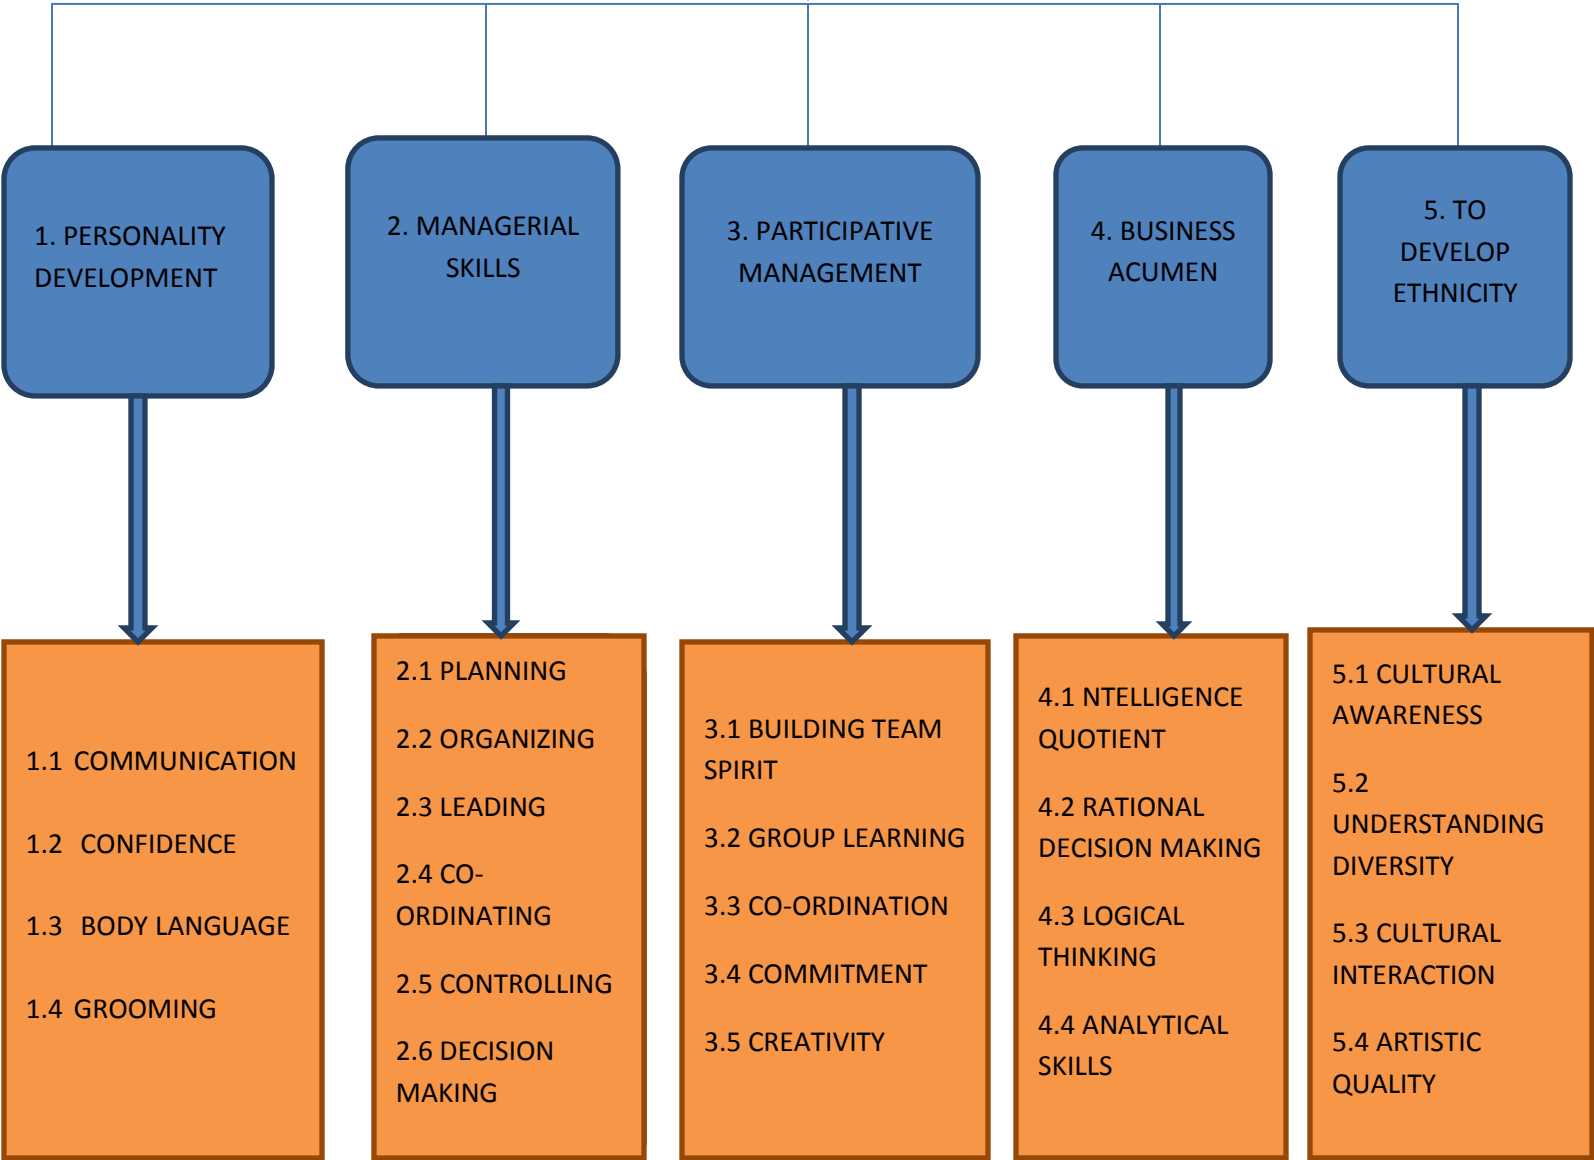 1. PERSONALITY
DEVELOPMENT
2. MANAGERIAL
SKILLS
3. PARTICIPATIVE
MANAGEMENT
4. BUSINESS
ACUMEN
5. TO
DEVELOP
ETHNICITY
1.1 COMMUNICATION
1.2 CONFIDENCE
1.3 BODY LANGUAGE
1.4 GROOMING
2.1 PLANNING
2.2 ORGANIZING
2.3 LEADING
2.4 CO-
ORDINATING
2.5 CONTROLLING
2.6 DECISION
MAKING
3.1 BUILDING TEAM
SPIRIT
3.2 GROUP LEARNING
3.3 CO-ORDINATION
3.4 COMMITMENT
3.5 CREATIVITY
4.1 NTELLIGENCE
QUOTIENT
4.2 RATIONAL
DECISION MAKING
4.3 LOGICAL
THINKING
4.4 ANALYTICAL
SKILLS
5.1 CULTURAL
AWARENESS
5.2
UNDERSTANDING
DIVERSITY
5.3 CULTURAL
INTERACTION
5.4 ARTISTIC
QUALITY